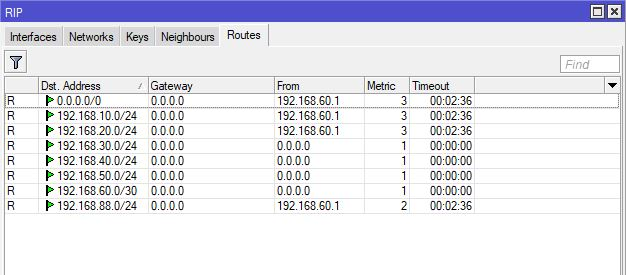 RIP
Interfaces Networks Keys Neighbours Routes
Find
Dst. Address Gateway From Metric Timeout
R 0.0.0.0/0 0.0.0.0 192.168.60.1 3 00:02:36
R 192.168.10.0/24 0.0.0.0 192.168.60.1 3 00:02:36
R 192.168.20.0/24 0.0.0.0 192.168.60.1 3 00:02:36
R 192.168.30.0/24 0.0.0.0 0.0.0.0 1 00:00:00
R 192.168.40.0/24 0.0.0.0 0.0.0.0 1 00:00:00
R 192.168.50.0/24 0.0.0.0 0.0.0.0 1 00:00:00
R 192.168.60.0/30 0.0.0.0 0.0.0.0 1 00:00:00
R 192.168.88.0/24 0.0.0.0 192.168.60.1 2 00:02:36